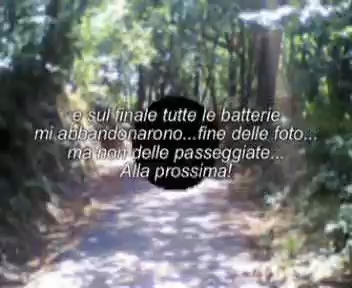 e sul finale tutte le batterie
mi abbandonarono...fine delle foto...
ma non delle passeggiate...
Alla prossima!